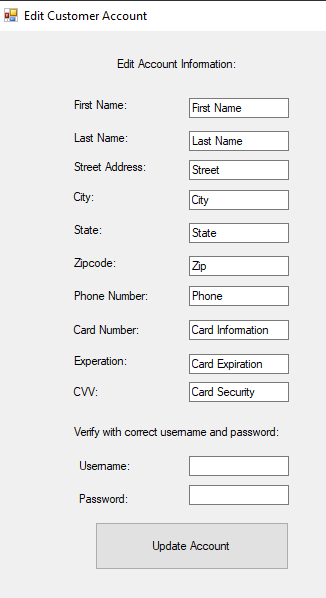 Edit Customer Account
Edit Account Information:
First Name: First Name
Last Name: Last Name
Street Address: Street
City: City
State: State
Zipcode: Zip
Phone Number: Phone
Card Number: Card Information
Experation: Card Expiration
CVV: Card Security
Verify with correct username and password:
Username:
Password:
Update Account